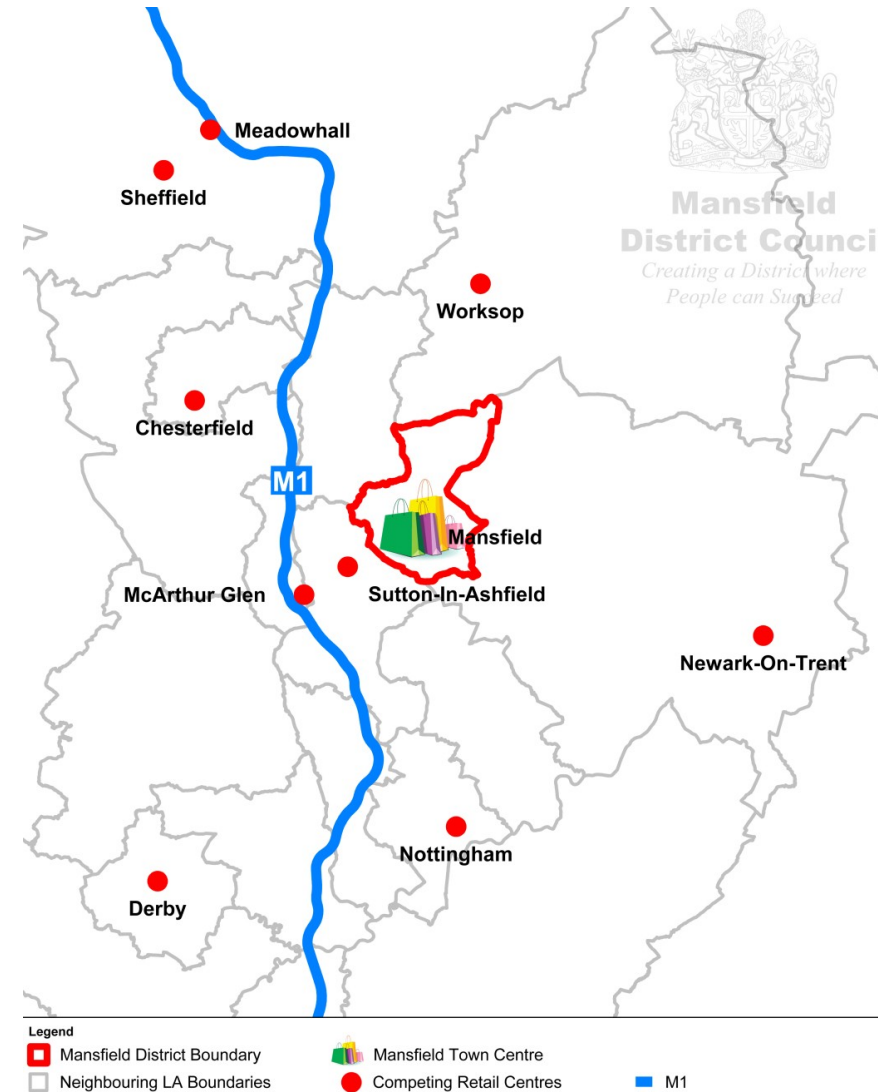 Meadowhall
Sheffield
Mansfield
District Counci
Creating a District where
People can Succeed
Worksop
Chesterfield
M1
Mansfield
McArthur Glen
Sutton-In-Ashfield
Newark-On-Trent
Nottingham
Derby
Legend
Mansfield District Boundary
Mansfield Town Centre
Neighbouring LA Boundaries
Competing Retail Centres
M1